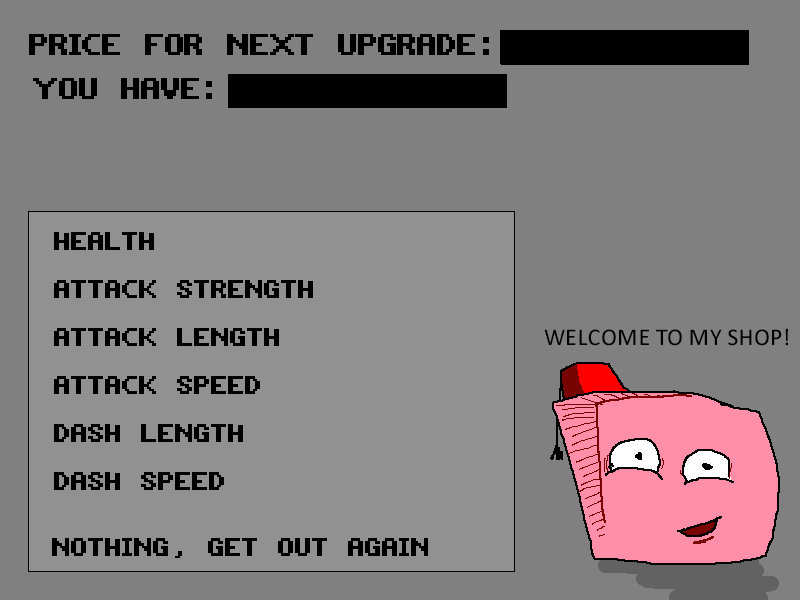 PRICE FOR NEXT UPGRADE:
YOU HAVE:
HEALTH
ATTACK STRENGTH
ATTACK LENGTH
ATTACK SPEED
DASH LENGTH
DASH SPEED
NOTHING, GET OUT AGAIN
WELCOME TO MY SHOP!